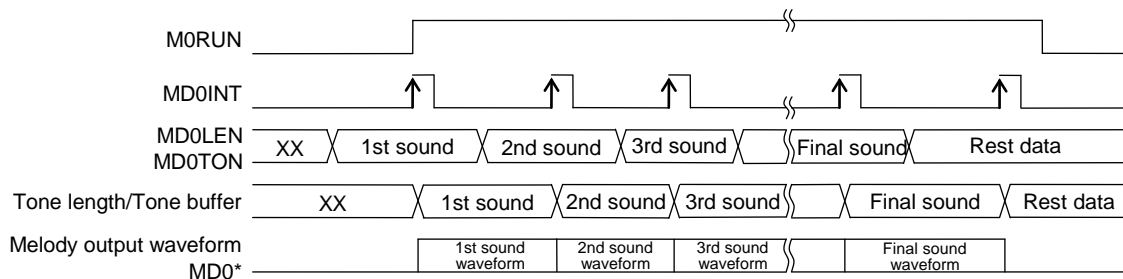 M0RUN
MD0INT
MD0LEN
MD0TON
XX 1st sound 2nd sound 3rd sound Final sound Rest data
Tone length/Tone buffer XX 1st sound 2nd sound 3rd sound Final sound Rest data
Melody output waveform
MD0*
1st sound waveform
2nd sound waveform
3rd sound waveform
Final sound waveform